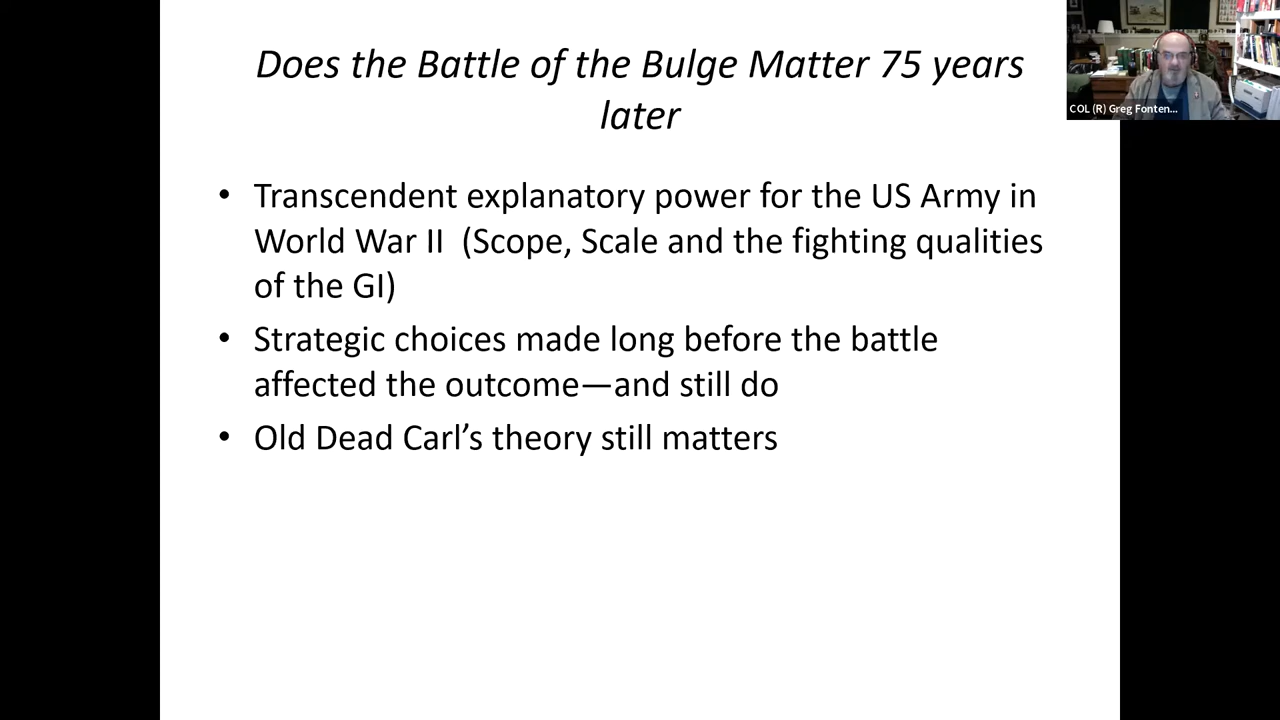 Does the Battle of the Bulge Matter 75 years
later
COL (R) Greg Fonten...
• Transcendent explanatory power for the US Army in
World War II (Scope, Scale and the fighting qualities
of the GI)
• Strategic choices made long before the battle
affected the outcome—and still do
• Old Dead Carl’s theory still matters